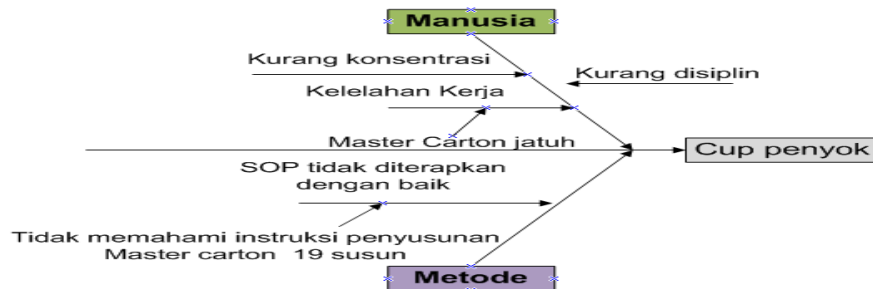 Manusia
Kurang konsentrasi
Kurang disiplin
Kelelahan Kerja
Master Carton jatuh
Cup penyok
SOP tidak diterapkan
dengan baik
Tidak memahami instruksi penyusunan
Master carton 19 susun
Metode